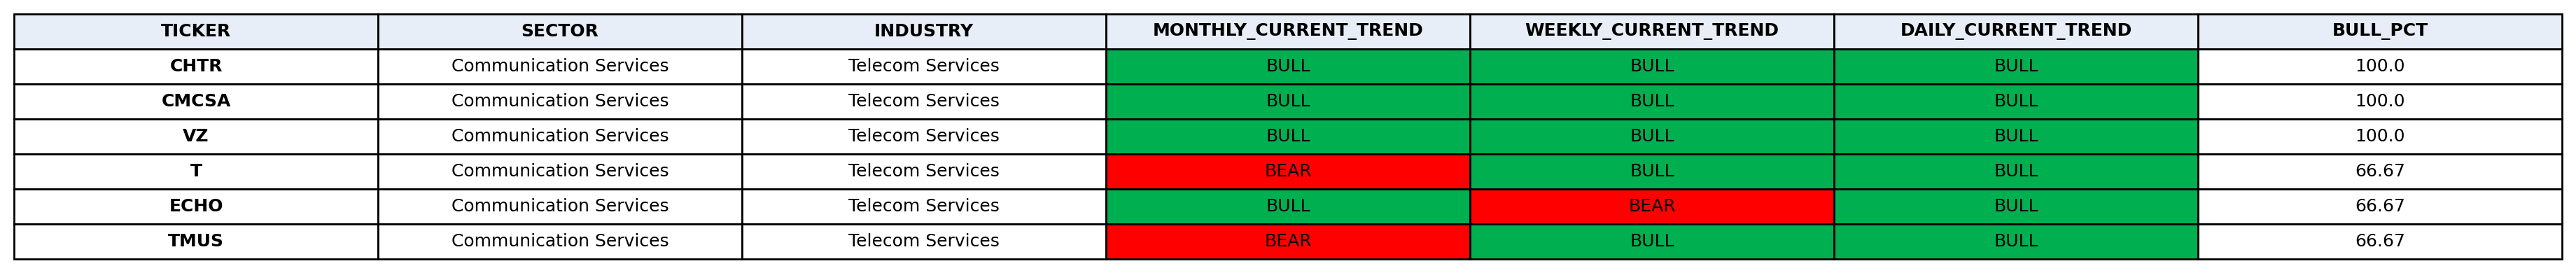 TICKER SECTOR INDUSTRY MONTHLY_CURRENT_TREND WEEKLY_CURRENT_TREND DAILY_CURRENT_TREND BULL_PCT
CHTR Communication Services Telecom Services BULL BULL BULL 100.0
CMCSA Communication Services Telecom Services BULL BULL BULL 100.0
VZ Communication Services Telecom Services BULL BULL BULL 100.0
T Communication Services Telecom Services BEAR BULL BULL 66.67
ECHO Communication Services Telecom Services BULL BEAR BULL 66.67
TMUS Communication Services Telecom Services BEAR BULL BULL 66.67